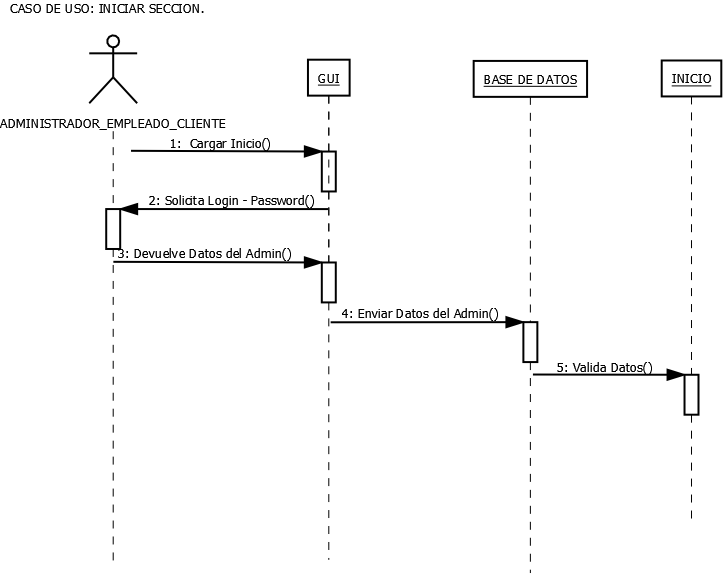 CASO DE USO: INICIAR SECCION.
GUI
BASE DE DATOS
INICIO
ADMINISTRADOR_EMPLEADO_CLIENTE
1: Cargar Inicio()
2: Solicita Login - Password()
3: Devuelve Datos del Admin()
4: Enviar Datos del Admin()
5: Valida Datos()